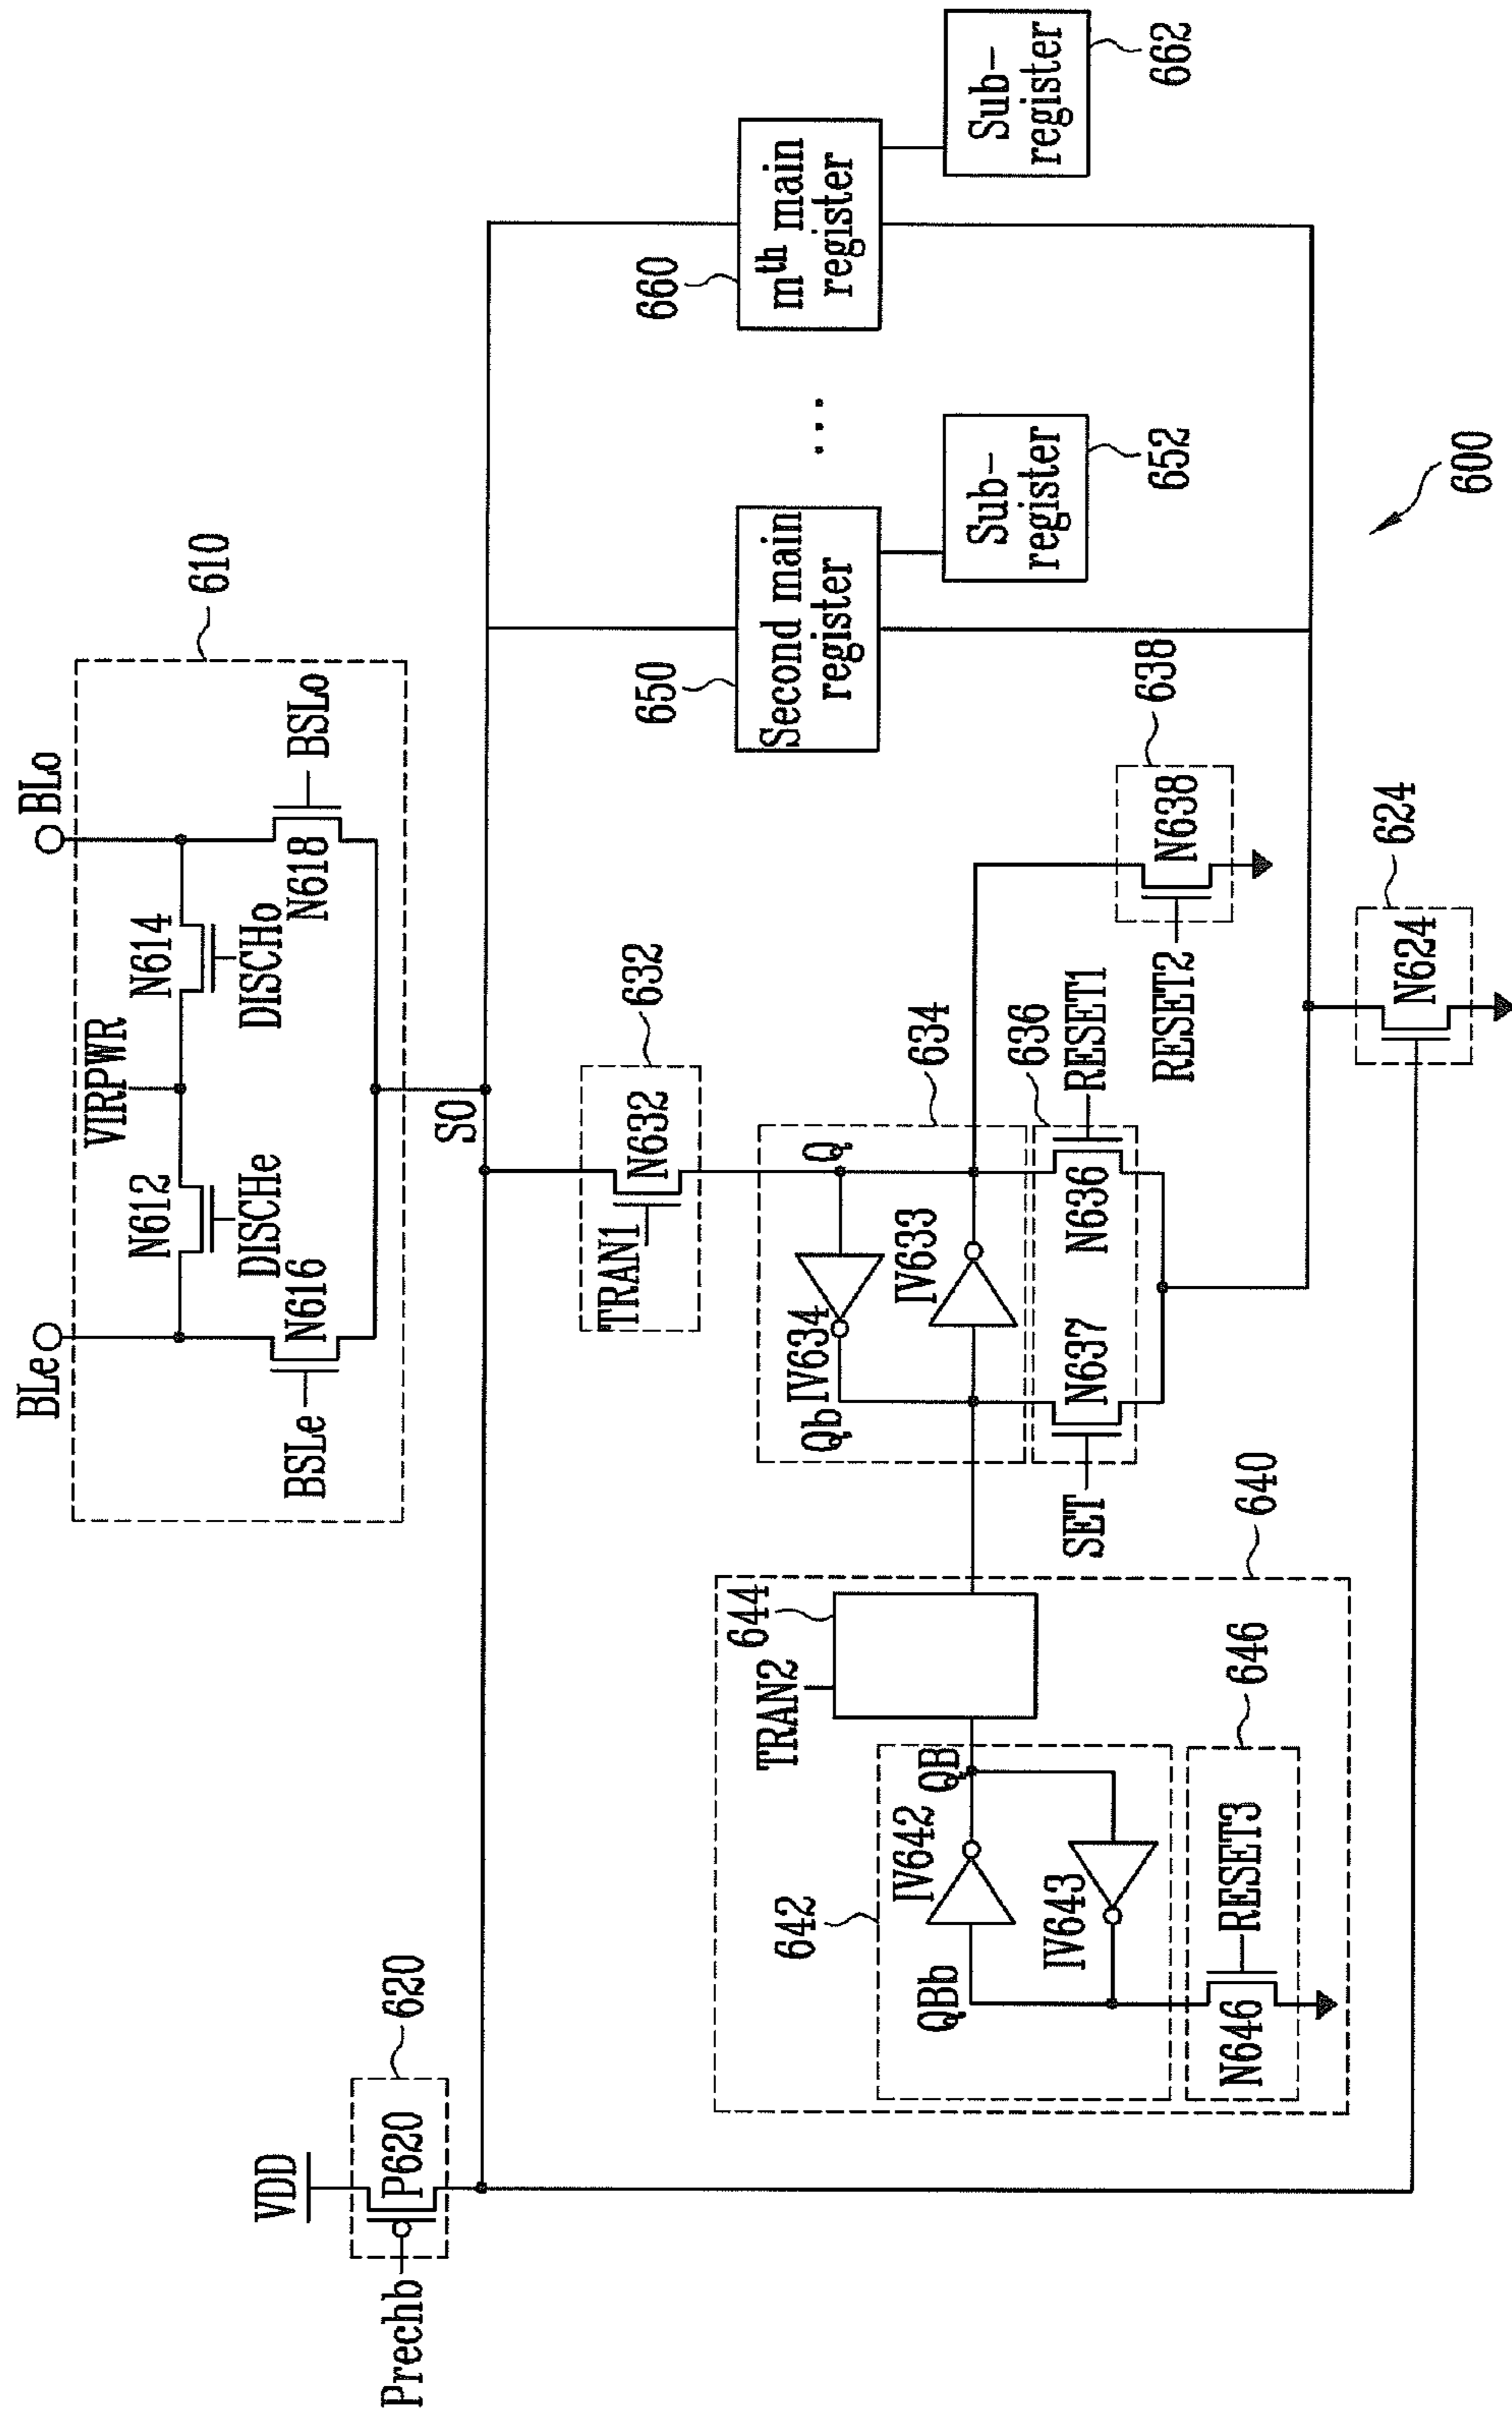 BLe
BLo
610
VIRPWR
N612
N614
DISCHe
DISCHo
BSLe
N616
N618
BSLo
VDD
620
P620
Prechb
SO
632
N632
TRAN1
660
mth main
register
Sub-
register
662
650
Second main
register
...
Sub-
register
652
634
Q
IV634
Qb
IV633
636
RESET1
N636
N637
SET
638
N638
RESET2
640
644
TRAN2
642
QB
IV642
QBb
IV643
646
RESET3
N646
624
N624
600